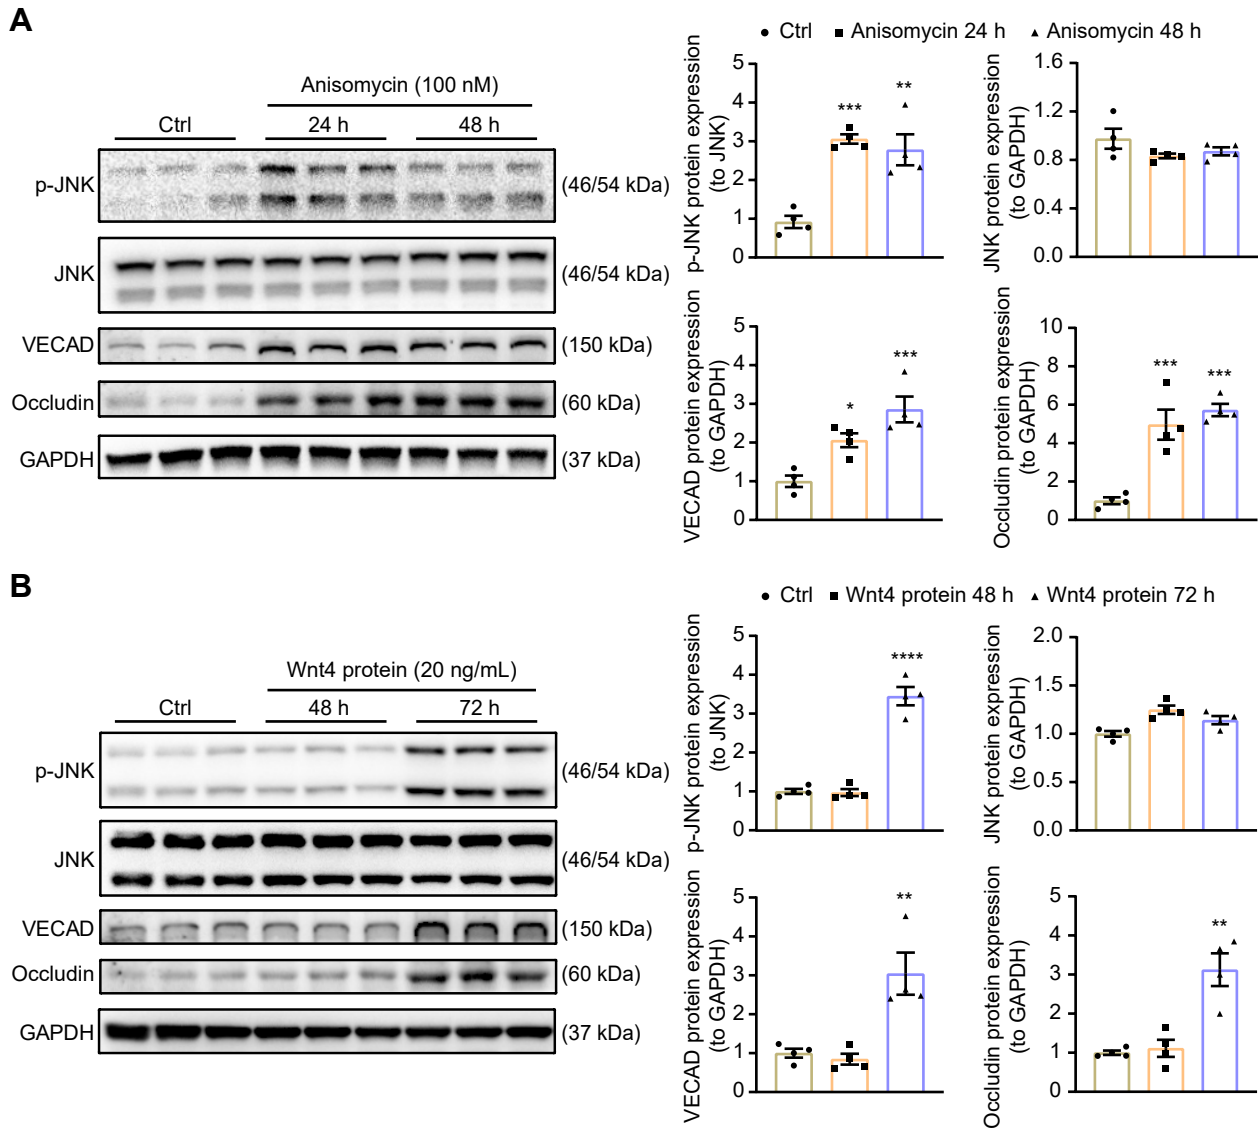 A
Anisomycin (100 nM)
Ctrl 24 h 48 h
p-JNK (46/54 kDa)
JNK (46/54 kDa)
VECAD (150 kDa)
Occludin (60 kDa)
GAPDH (37 kDa)
● Ctrl ■ Anisomycin 24 h ▲ Anisomycin 48 h
p-JNK protein expression
(to JNK)
5
4
3
2
1
0
***
**
JNK protein expression
(to GAPDH)
1.6
1.2
0.8
0.4
0.0
VECAD protein expression
(to GAPDH)
5
4
3
2
1
0
*
***
Occludin protein expression
(to GAPDH)
10
8
6
4
2
0
***
***
B
Wnt4 protein (20 ng/mL)
Ctrl 48 h 72 h
p-JNK (46/54 kDa)
JNK (46/54 kDa)
VECAD (150 kDa)
Occludin (60 kDa)
GAPDH (37 kDa)
● Ctrl ■ Wnt4 protein 48 h ▲ Wnt4 protein 72 h
p-JNK protein expression
(to JNK)
5
4
3
2
1
0
****
JNK protein expression
(to GAPDH)
2.0
1.5
1.0
0.5
0.0
VECAD protein expression
(to GAPDH)
5
4
3
2
1
0
**
Occludin protein expression
(to GAPDH)
5
4
3
2
1
0
**